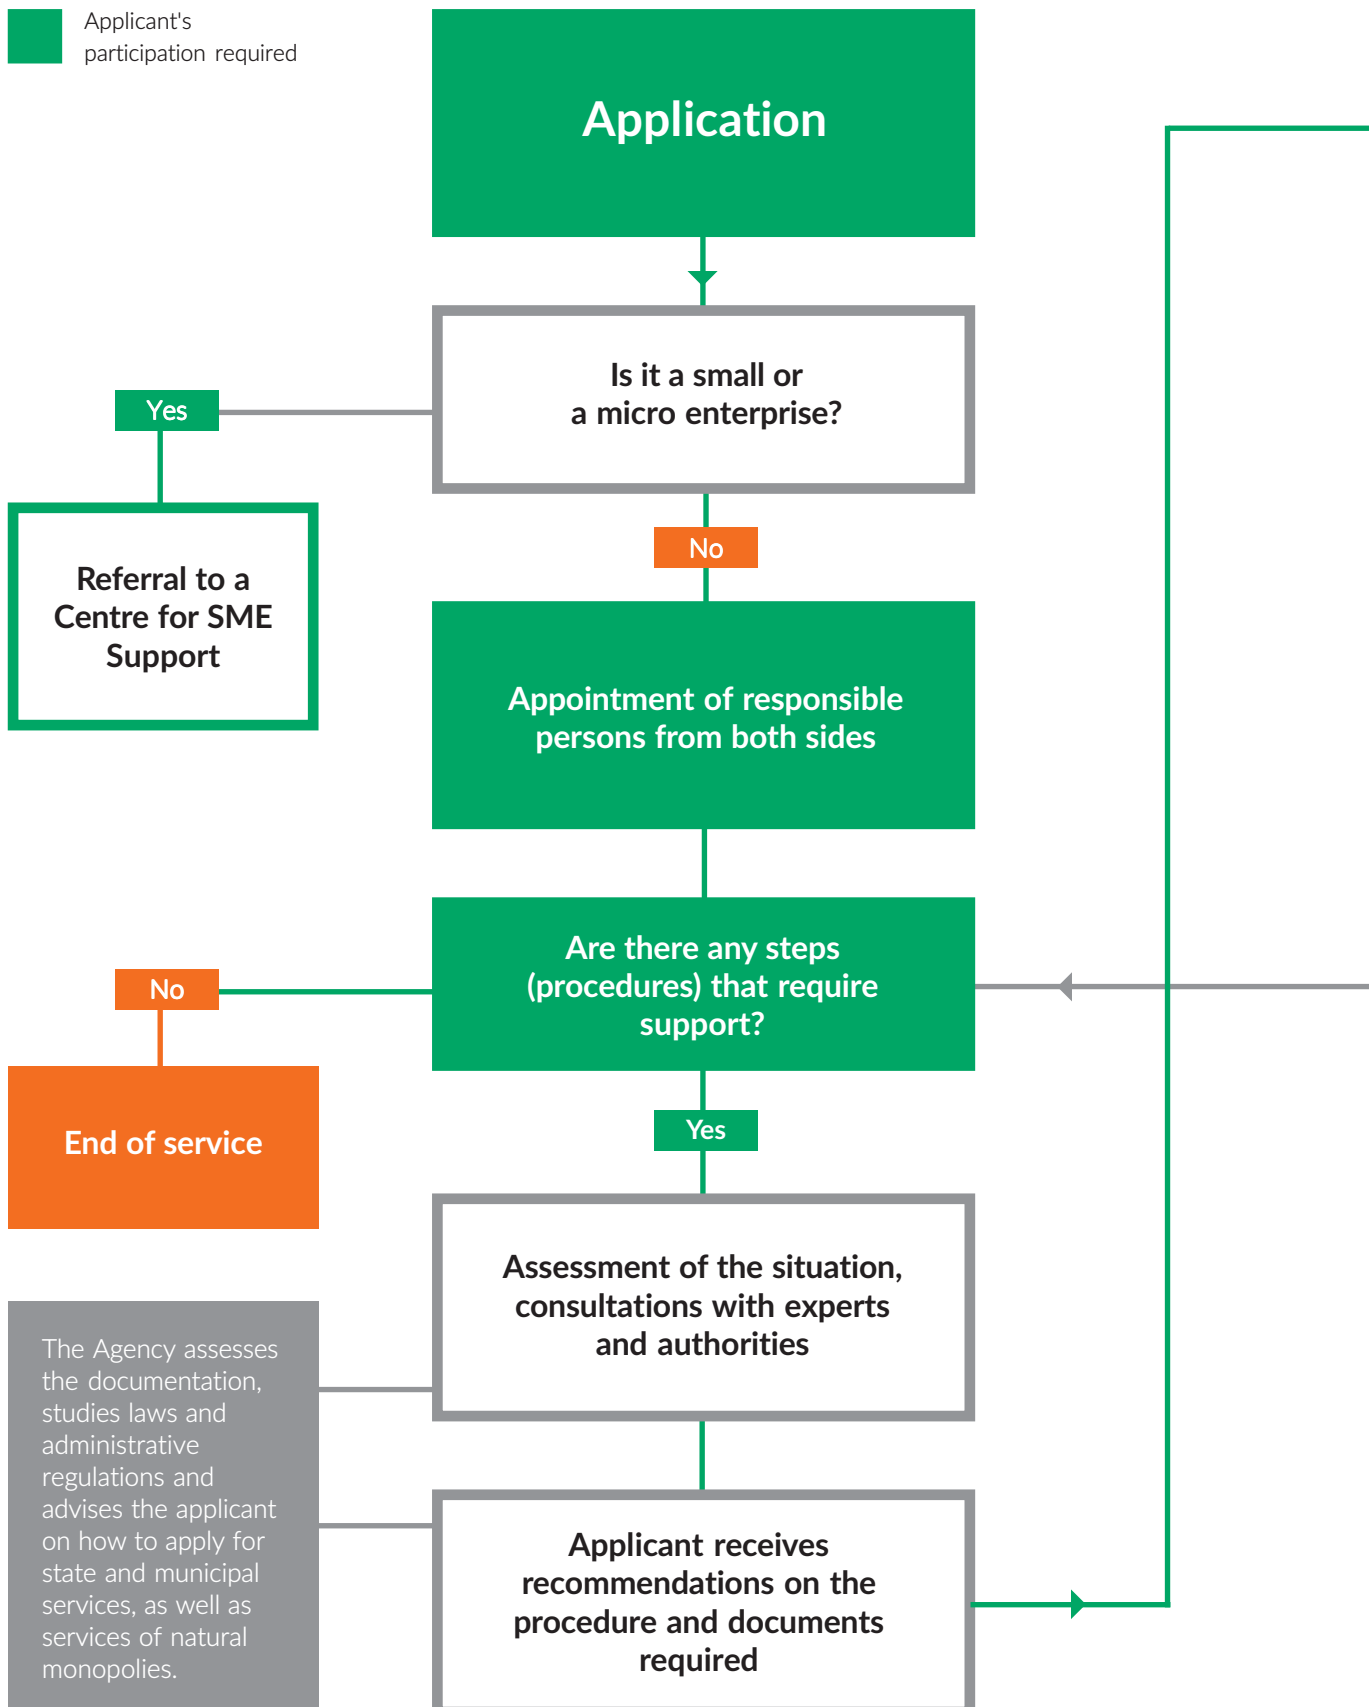 Applicant's
participation required
Application
Is it a small or
a micro enterprise?
Yes
No
Referral to a
Centre for SME
Support
Appointment of responsible
persons from both sides
Are there any steps
(procedures) that require
support?
No
End of service
Yes
Assessment of the situation,
consultations with experts
and authorities
The Agency assesses
the documentation,
studies laws and
administrative
regulations and
advises the applicant
on how to apply for
state and municipal
services, as well as
services of natural
monopolies.
Applicant receives
recommendations on the
procedure and documents
required